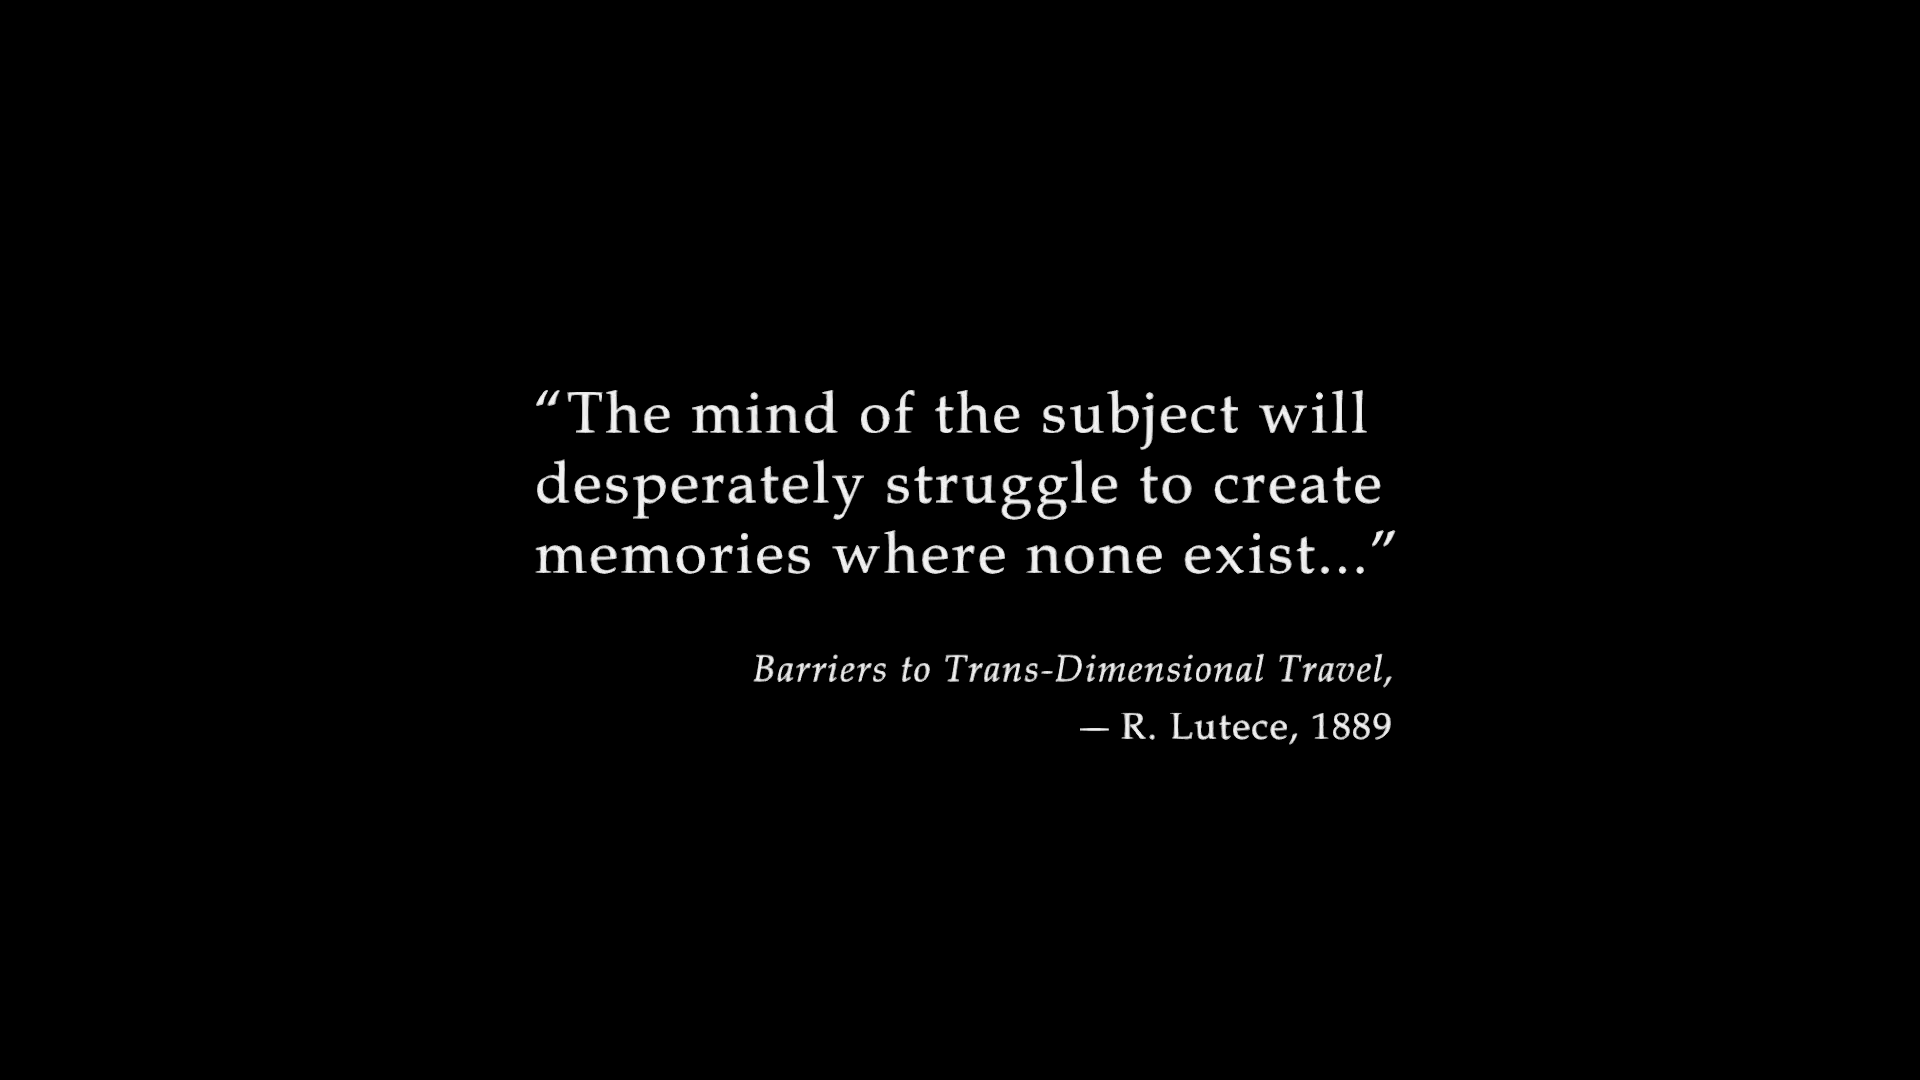 “The mind of the subject will
desperately struggle to create
memories where none exist...”
Barriers to Trans-Dimensional Travel,
— R. Lutece, 1889